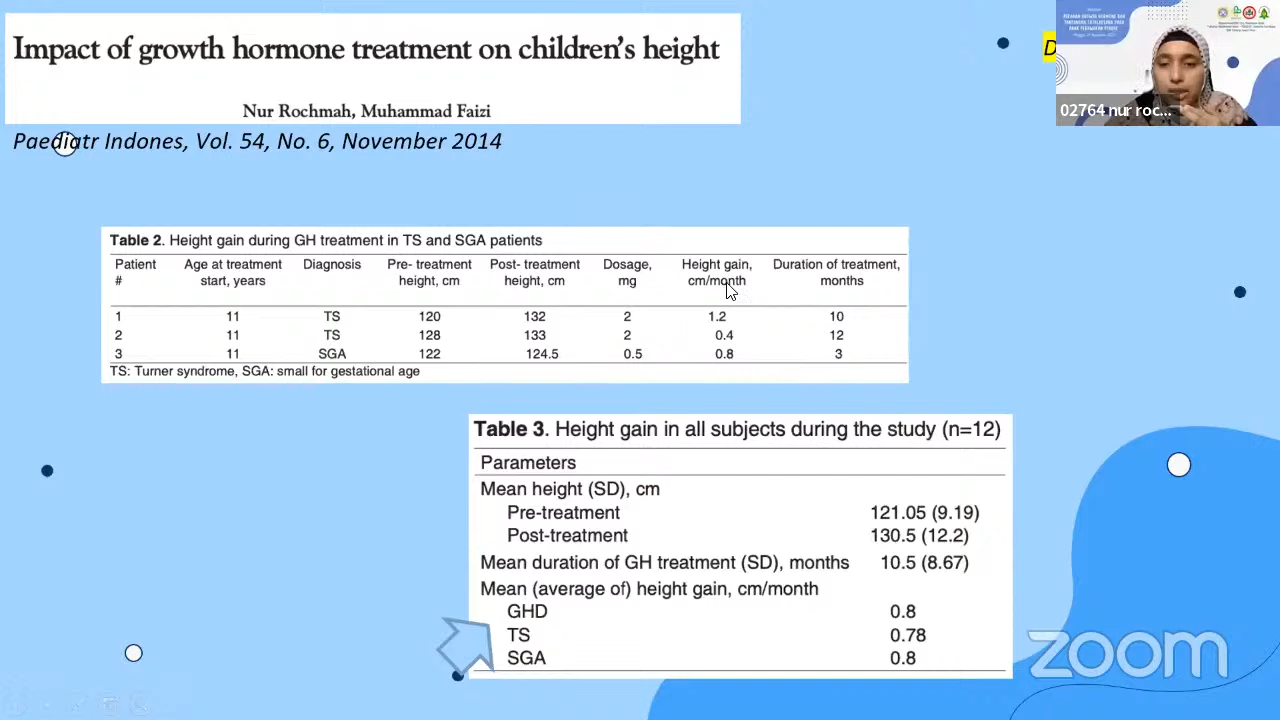 Impact of growth hormone treatment on children's height
Nur Rochmah, Muhammad Faizi
Paediatr Indones, Vol. 54, No. 6, November 2014
D
02764 nur roc...
Table 2. Height gain during GH treatment in TS and SGA patients
Patient # Age at treatment start, years Diagnosis Pre- treatment height, cm Post- treatment height, cm Dosage, mg Height gain, cm/month Duration of treatment, months
1 11 TS 120 132 2 1.2 10
2 11 TS 128 133 2 0.4 12
3 11 SGA 122 124.5 0.5 0.8 3
TS: Turner syndrome, SGA: small for gestational age
Table 3. Height gain in all subjects during the study (n=12)
Parameters
Mean height (SD), cm
Pre-treatment 121.05 (9.19)
Post-treatment 130.5 (12.2)
Mean duration of GH treatment (SD), months 10.5 (8.67)
Mean (average of) height gain, cm/month
GHD 0.8
TS 0.78
SGA 0.8
zoom